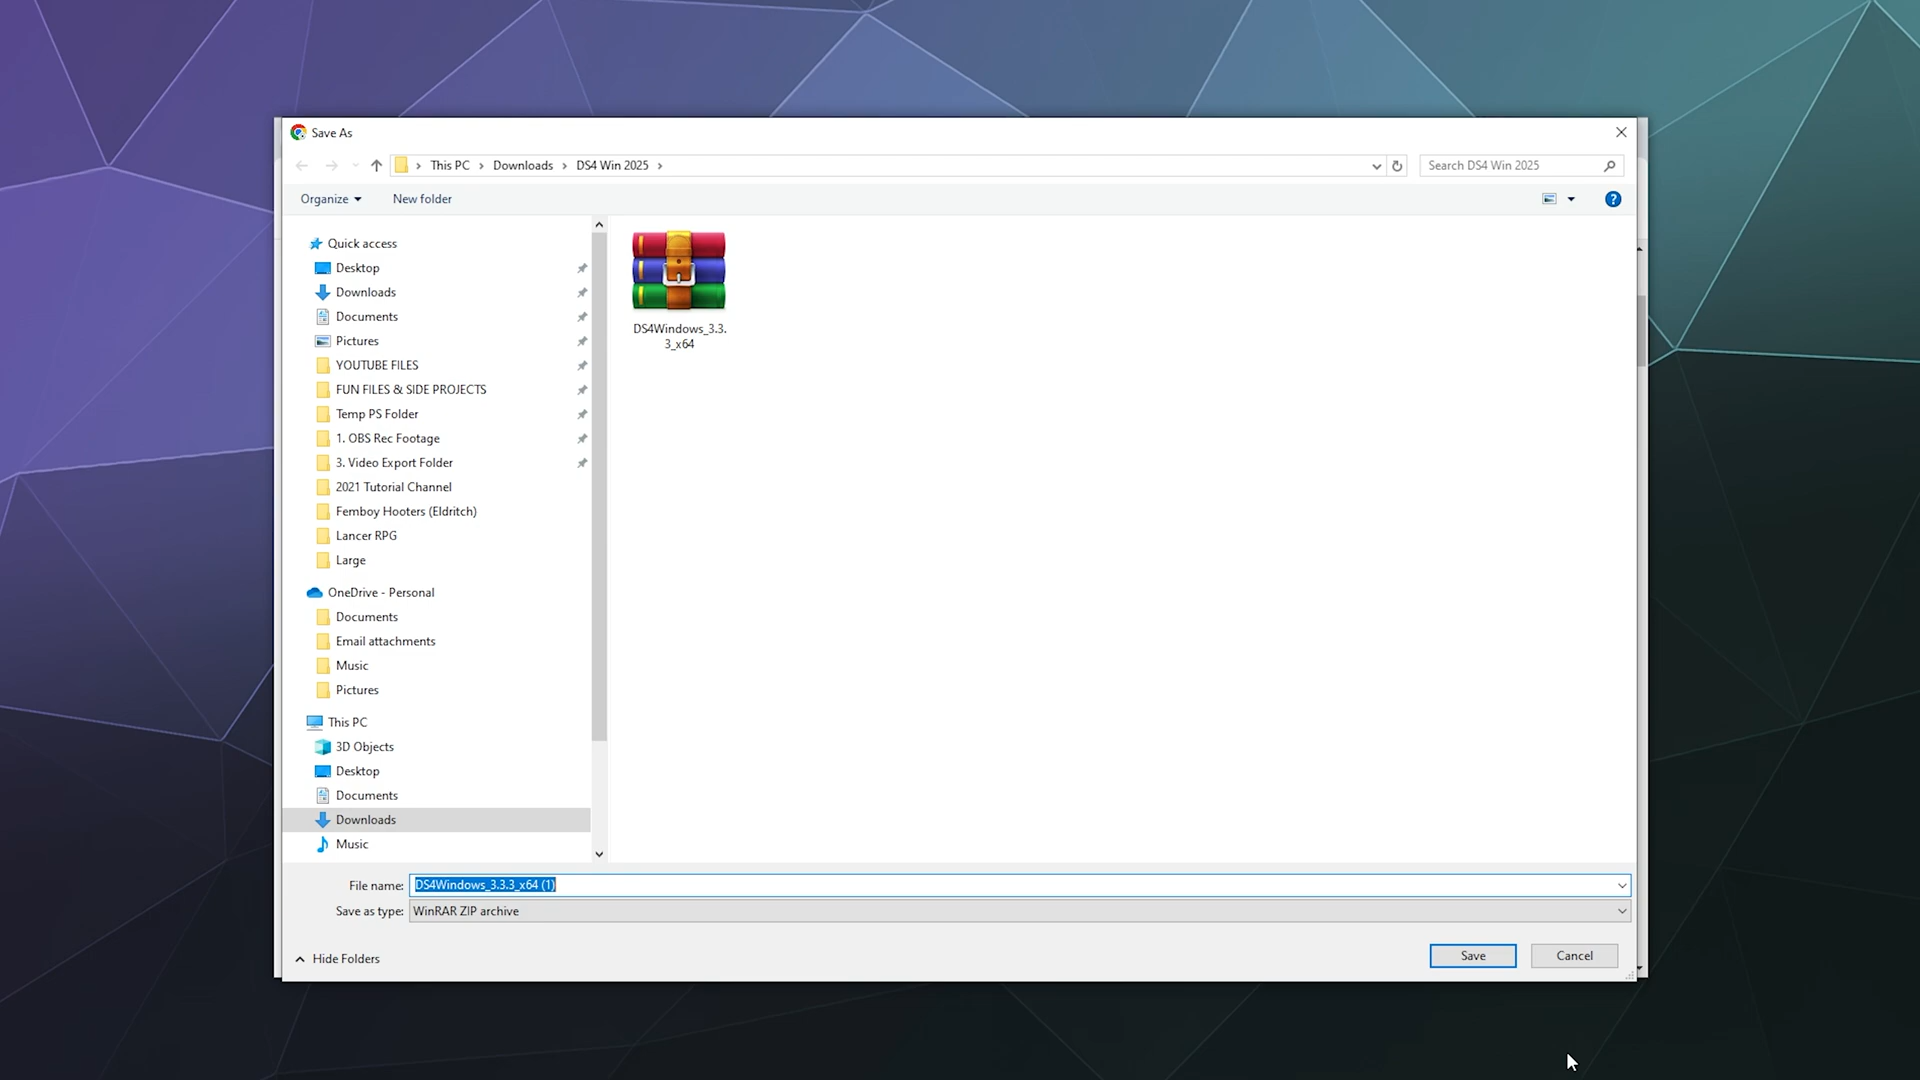 Save As
This PC > Downloads > DS4 Win 2025 >
Search DS4 Win 2025
Organize
New folder
Quick access
Desktop
Downloads
Documents
Pictures
YOUTUBE FILES
FUN FILES & SIDE PROJECTS
Temp PS Folder
1. OBS Rec Footage
3. Video Export Folder
2021 Tutorial Channel
Femboy Hooters (Eldritch)
Lancer RPG
Large
OneDrive - Personal
Documents
Email attachments
Music
Pictures
This PC
3D Objects
Desktop
Documents
Downloads
Music
DS4Windows_3.3.
3_x64
File name: DS4Windows_3.3.3_x64 (1)
Save as type: WinRAR ZIP archive
Hide Folders
Save
Cancel